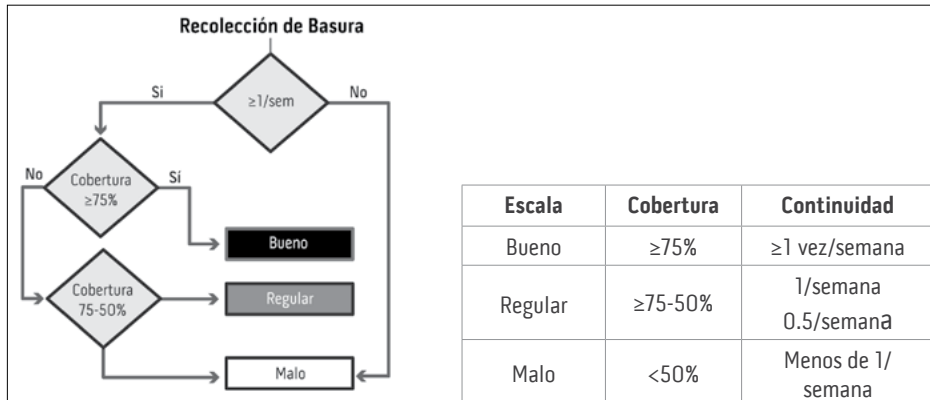 Recolección de Basura
Si
≥1/sem
No
No
Cobertura
≥75%
Sí
Bueno
Cobertura
75-50%
Regular
Malo
Escala Cobertura Continuidad
Bueno ≥75% ≥1 vez/semana
Regular ≥75-50% 1/semana
0.5/semana
Malo <50% Menos de 1/
semana